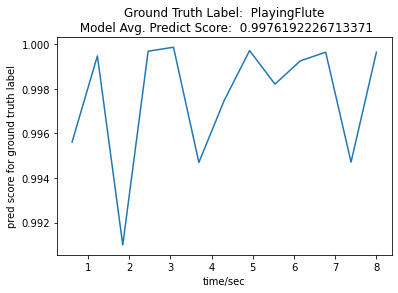 Ground Truth Label:  PlayingFlute
Model Avg. Predict Score:  0.9976192226713371
pred score for ground truth label
1.000
0.998
0.996
0.994
0.992
1 2 3 4 5 6 7 8
time/sec